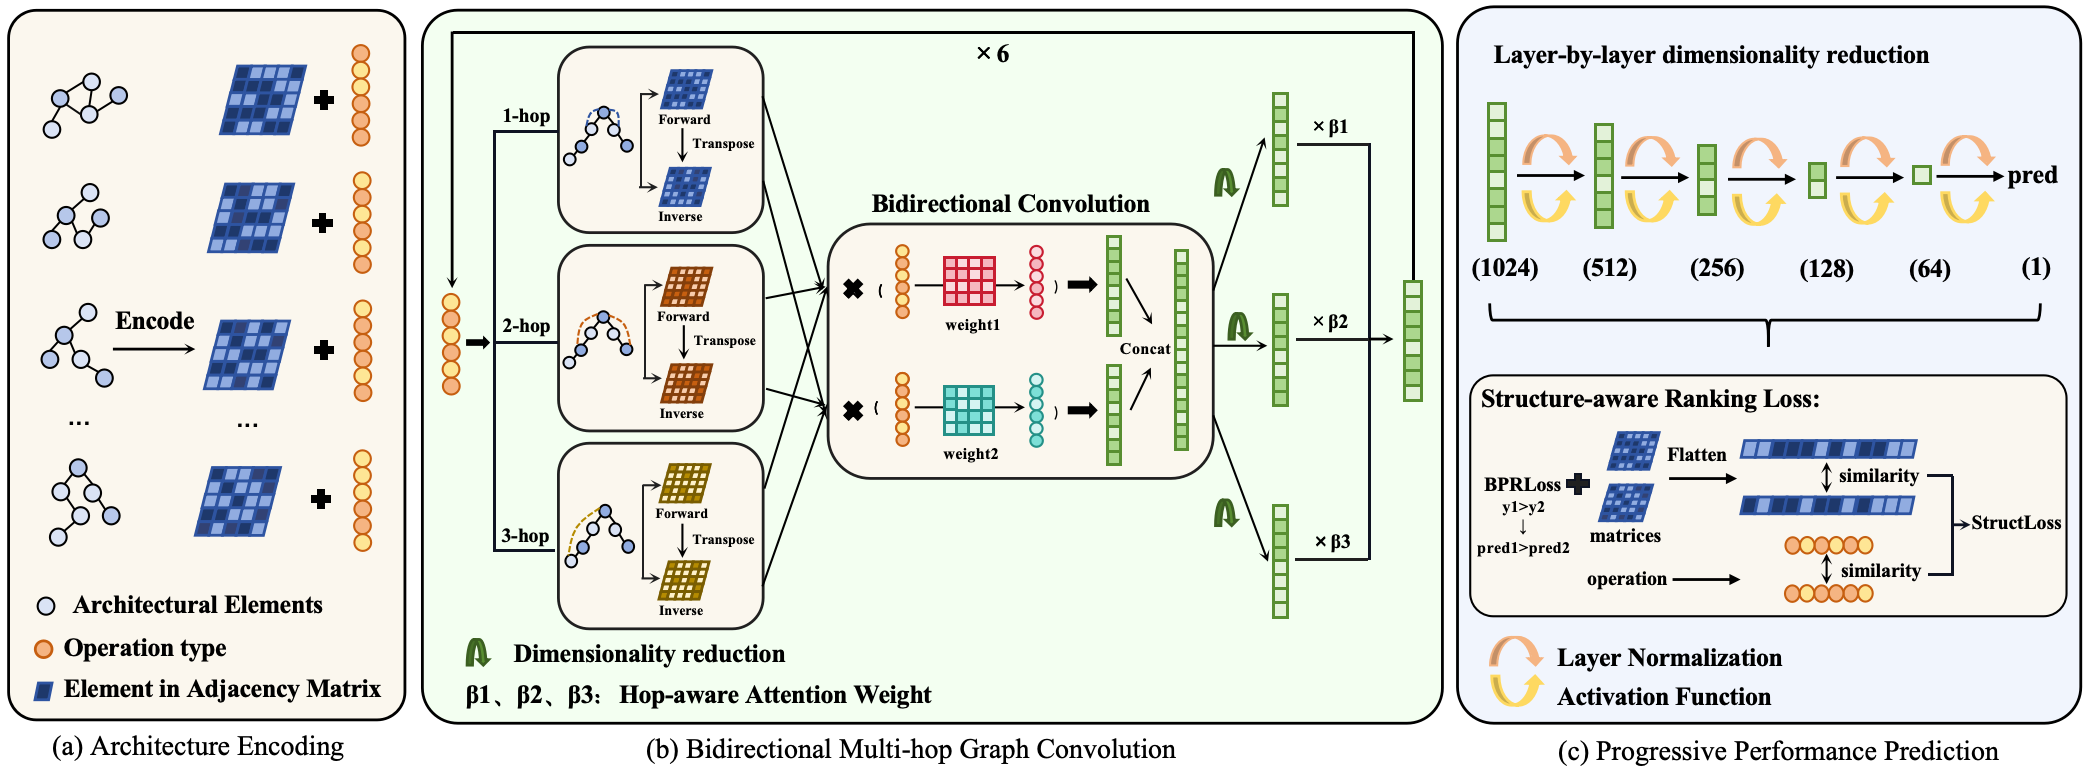 Encode
...
...
Architectural Elements
Operation type
Element in Adjacency Matrix
(a) Architecture Encoding
× 6
1-hop
Forward
Transpose
Inverse
2-hop
Forward
Transpose
Inverse
3-hop
Forward
Transpose
Inverse
Bidirectional Convolution
(
weight1
)
(
weight2
)
Concat
× β1
× β2
× β3
Dimensionality reduction
β1、β2、β3: Hop-aware Attention Weight
(b) Bidirectional Multi-hop Graph Convolution
Layer-by-layer dimensionality reduction
pred
(1024) (512) (256) (128) (64) (1)
Structure-aware Ranking Loss:
BPRLoss
y1>y2
↓
pred1>pred2
matrices
Flatten
similarity
StructLoss
operation
similarity
Layer Normalization
Activation Function
(c) Progressive Performance Prediction